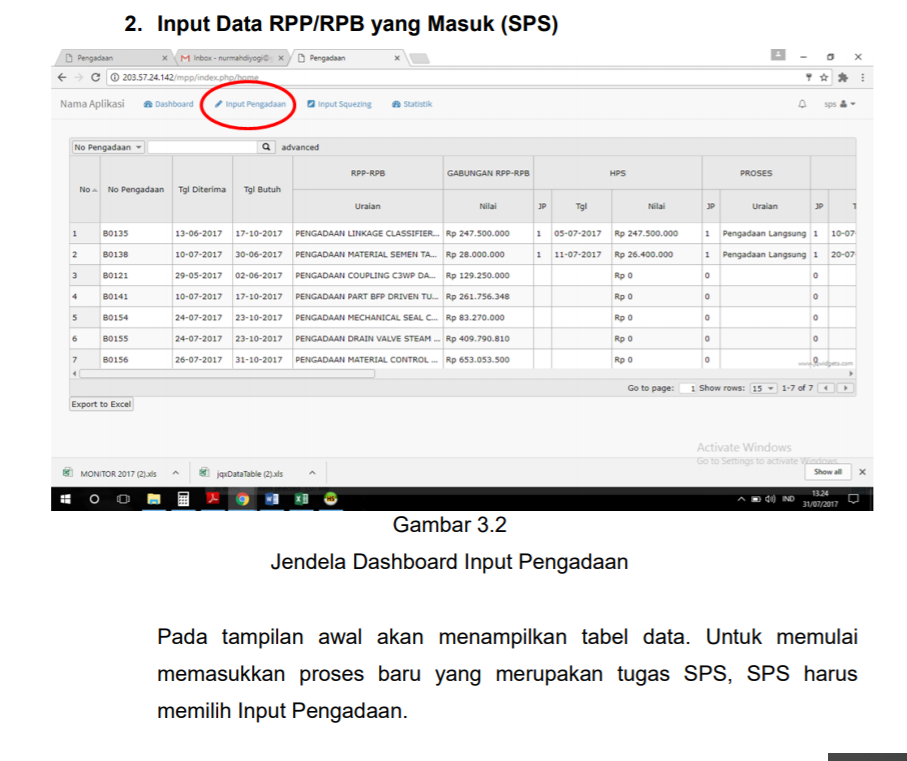 2. Input Data RPP/RPB yang Masuk (SPS)
Pengadaan x Inbox - nurmahdiyogi@ x Pengadaan x
203.57.24.142/mpp/index.php/home
Nama Aplikasi Dashboard Input Pengadaan Input Squezing Statistik sps
No Pengadaan advanced
RPP-RPB GABUNGAN RPP-RPB HPS PROSES
No No Pengadaan Tgl Diterima Tgl Butuh
Uraian Nilai JP Tgl Nilai JP Uraian JP T
1 B0135 13-06-2017 17-10-2017 PENGADAAN LINKAGE CLASSIFIER... Rp 247.500.000 1 05-07-2017 Rp 247.500.000 1 Pengadaan Langsung 1 10-07
2 B0138 10-07-2017 30-06-2017 PENGADAAN MATERIAL SEMEN TA... Rp 28.000.000 1 11-07-2017 Rp 26.400.000 1 Pengadaan Langsung 1 20-07
3 B0121 29-05-2017 02-06-2017 PENGADAAN COUPLING C3WP DA... Rp 129.250.000 Rp 0 0 0
4 B0141 10-07-2017 17-10-2017 PENGADAAN PART BFP DRIVEN TU... Rp 261.756.348 Rp 0 0 0
5 B0154 24-07-2017 23-10-2017 PENGADAAN MECHANICAL SEAL C... Rp 83.270.000 Rp 0 0 0
6 B0155 24-07-2017 23-10-2017 PENGADAAN DRAIN VALVE STEAM ... Rp 409.790.810 Rp 0 0 0
7 B0156 26-07-2017 31-10-2017 PENGADAAN MATERIAL CONTROL ... Rp 653.053.500 Rp 0 0 0
Go to page: 1 Show rows: 15 1-7 of 7
Export to Excel
Activate Windows
Go to Settings to activate Windows.
MONITOR 2017 (2).xls jqxDataTable (2).xls Show all
IND 13.24
31/07/2017
Gambar 3.2
Jendela Dashboard Input Pengadaan
Pada tampilan awal akan menampilkan tabel data. Untuk memulai
memasukkan proses baru yang merupakan tugas SPS, SPS harus
memilih Input Pengadaan.